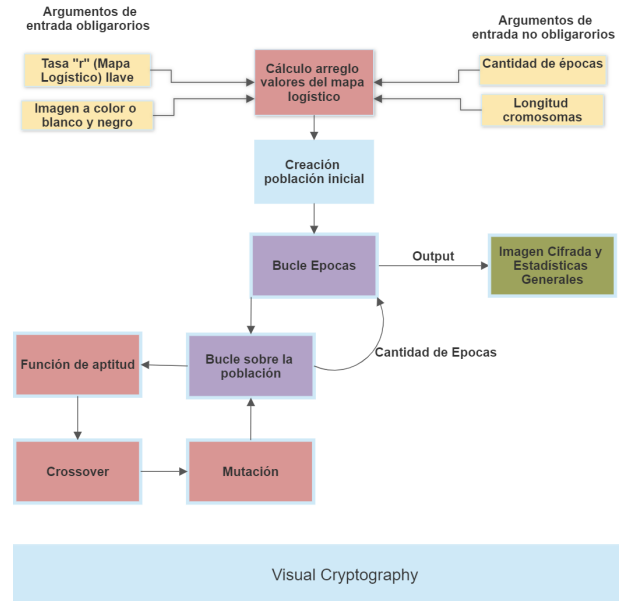 Argumentos de
entrada obligarorios
Argumentos de
entrada no obligarorios
Tasa "r" (Mapa
Logístico) llave
Imagen a color o
blanco y negro
Cálculo arreglo
valores del mapa
logístico
Cantidad de épocas
Longitud
cromosomas
Creación
población inicial
Bucle Epocas
Output
Imagen Cifrada y
Estadísticas
Generales
Cantidad de Epocas
Bucle sobre la
población
Función de aptitud
Crossover
Mutación
Visual Cryptography